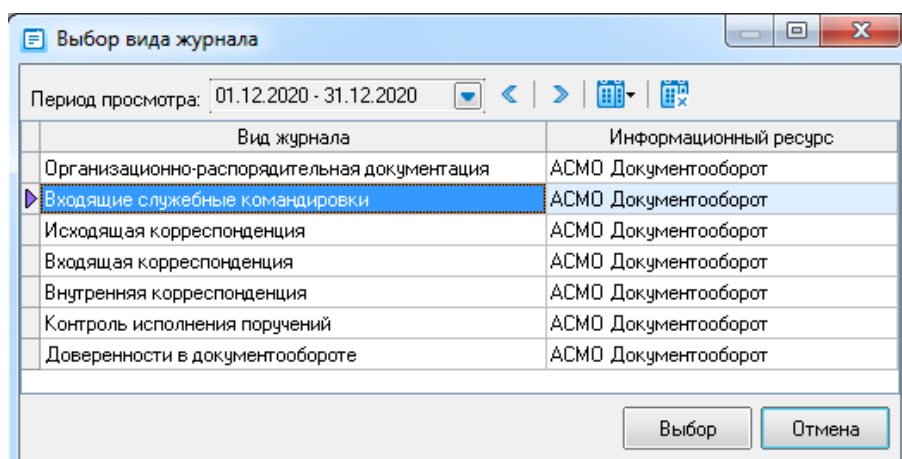 Выбор вида журнала
Период просмотра: 01.12.2020 - 31.12.2020
Вид журнала Информационный ресурс
Организационно-распорядительная документация АСМО Документооборот
Входящие служебные командировки АСМО Документооборот
Исходящая корреспонденция АСМО Документооборот
Входящая корреспонденция АСМО Документооборот
Внутренняя корреспонденция АСМО Документооборот
Контроль исполнения поручений АСМО Документооборот
Доверенности в документообороте АСМО Документооборот
Выбор Отмена